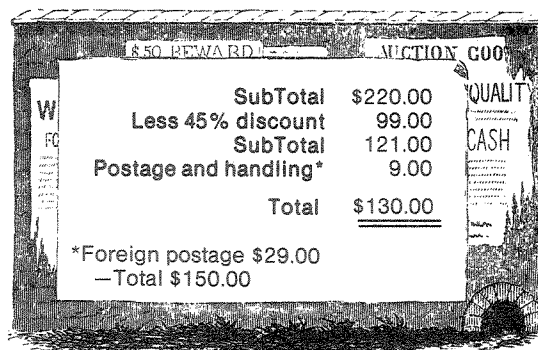 $50 REWARD!
AUCTION GOO
QUALITY
W
FO
CASH
SubTotal $220.00
Less 45% discount 99.00
SubTotal 121.00
Postage and handling* 9.00
Total $130.00
*Foreign postage $29.00
—Total $150.00